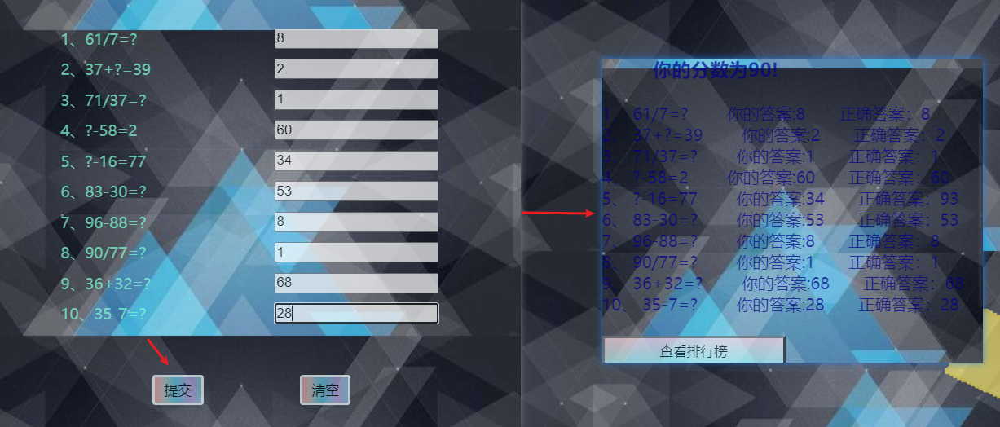 1、61/7=? 8
2、37+?=39 2
3、71/37=? 1
4、?-58=2 60
5、?-16=77 34
6、83-30=? 53
7、96-88=? 8
8、90/77=? 1
9、36+32=? 68
10、35-7=? 28
提交 清空
你的分数为90!
1、 61/7=? 你的答案:8 正确答案：8
2、 37+?=39 你的答案:2 正确答案：2
3、 71/37=? 你的答案:1 正确答案：1
4、 ?-58=2 你的答案:60 正确答案：60
5、 ?-16=77 你的答案:34 正确答案：93
6、 83-30=? 你的答案:53 正确答案：53
7、 96-88=? 你的答案:8 正确答案：8
8、 90/77=? 你的答案:1 正确答案：1
9、 36+32=? 你的答案:68 正确答案：68
10、 35-7=? 你的答案:28 正确答案：28
查看排行榜